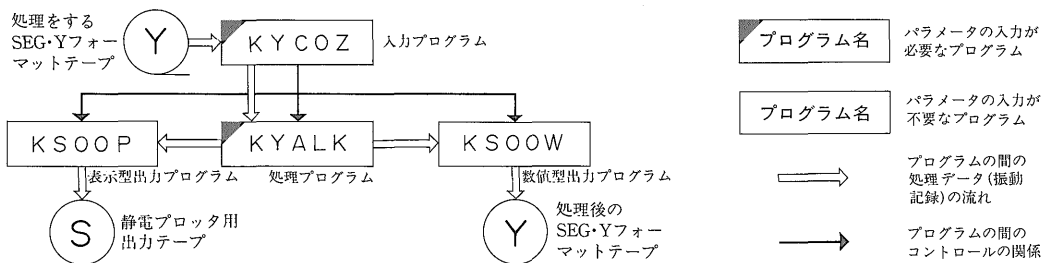 処理をする
SEG・Yフォー
マットテープ
Y
KYCOZ
入力プログラム
KSOOP
KYALK
KSOOW
表示型出力プログラム
処理プログラム
数値型出力プログラム
S
静電プロッタ用
出力テープ
Y
処理後の
SEG・Yフォー
マットテープ
プログラム名
パラメータの入力が
必要なプログラム
プログラム名
パラメータの入力が
不要なプログラム
プログラムの間の
処理データ(振動
記録)の流れ
プログラムの間の
コントロールの関係